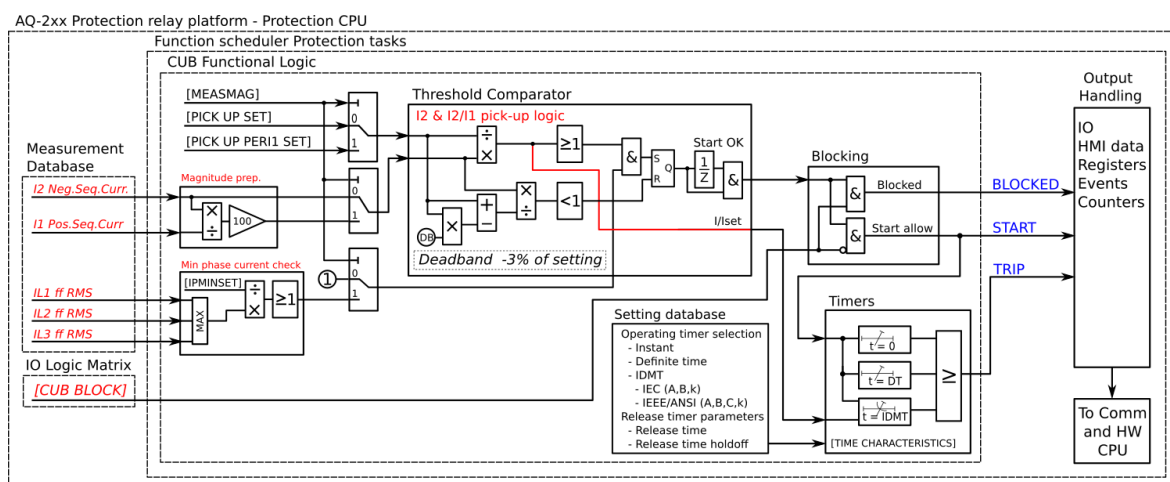 AQ-2xx Protection relay platform - Protection CPU
Function scheduler Protection tasks
CUB Functional Logic
Measurement
Database
I2 Neg.Seq.Curr.
I1 Pos.Seq.Curr
IL1 ff RMS
IL2 ff RMS
IL3 ff RMS
IO Logic Matrix
[CUB BLOCK]
[MEASMAG]
[PICK UP SET]
[PICK UP PERI1 SET]
0
1
Magnitude prep.
×
÷
100
0
1
Min phase current check
[IPMINSET]
MAX
÷
×
≥1
1
0
1
Threshold Comparator
I2 & I2/I1 pick-up logic
÷
×
≥1
&
S
R
Q
Start OK
1
Z
&
DB
×
+
−
×
÷
<1
I/Iset
Deadband -3% of setting
Blocking
&
Blocked
&
Start allow
BLOCKED
START
TRIP
Setting database
Operating timer selection
- Instant
- Definite time
- IDMT
- IEC (A,B,k)
- IEEE/ANSI (A,B,C,k)
Release timer parameters
- Release time
- Release time holdoff
Timers
t = 0
t = DT
t = IDMT
≥1
[TIME CHARACTERISTICS]
Output
Handling
IO
HMI data
Registers
Events
Counters
To Comm
and HW
CPU